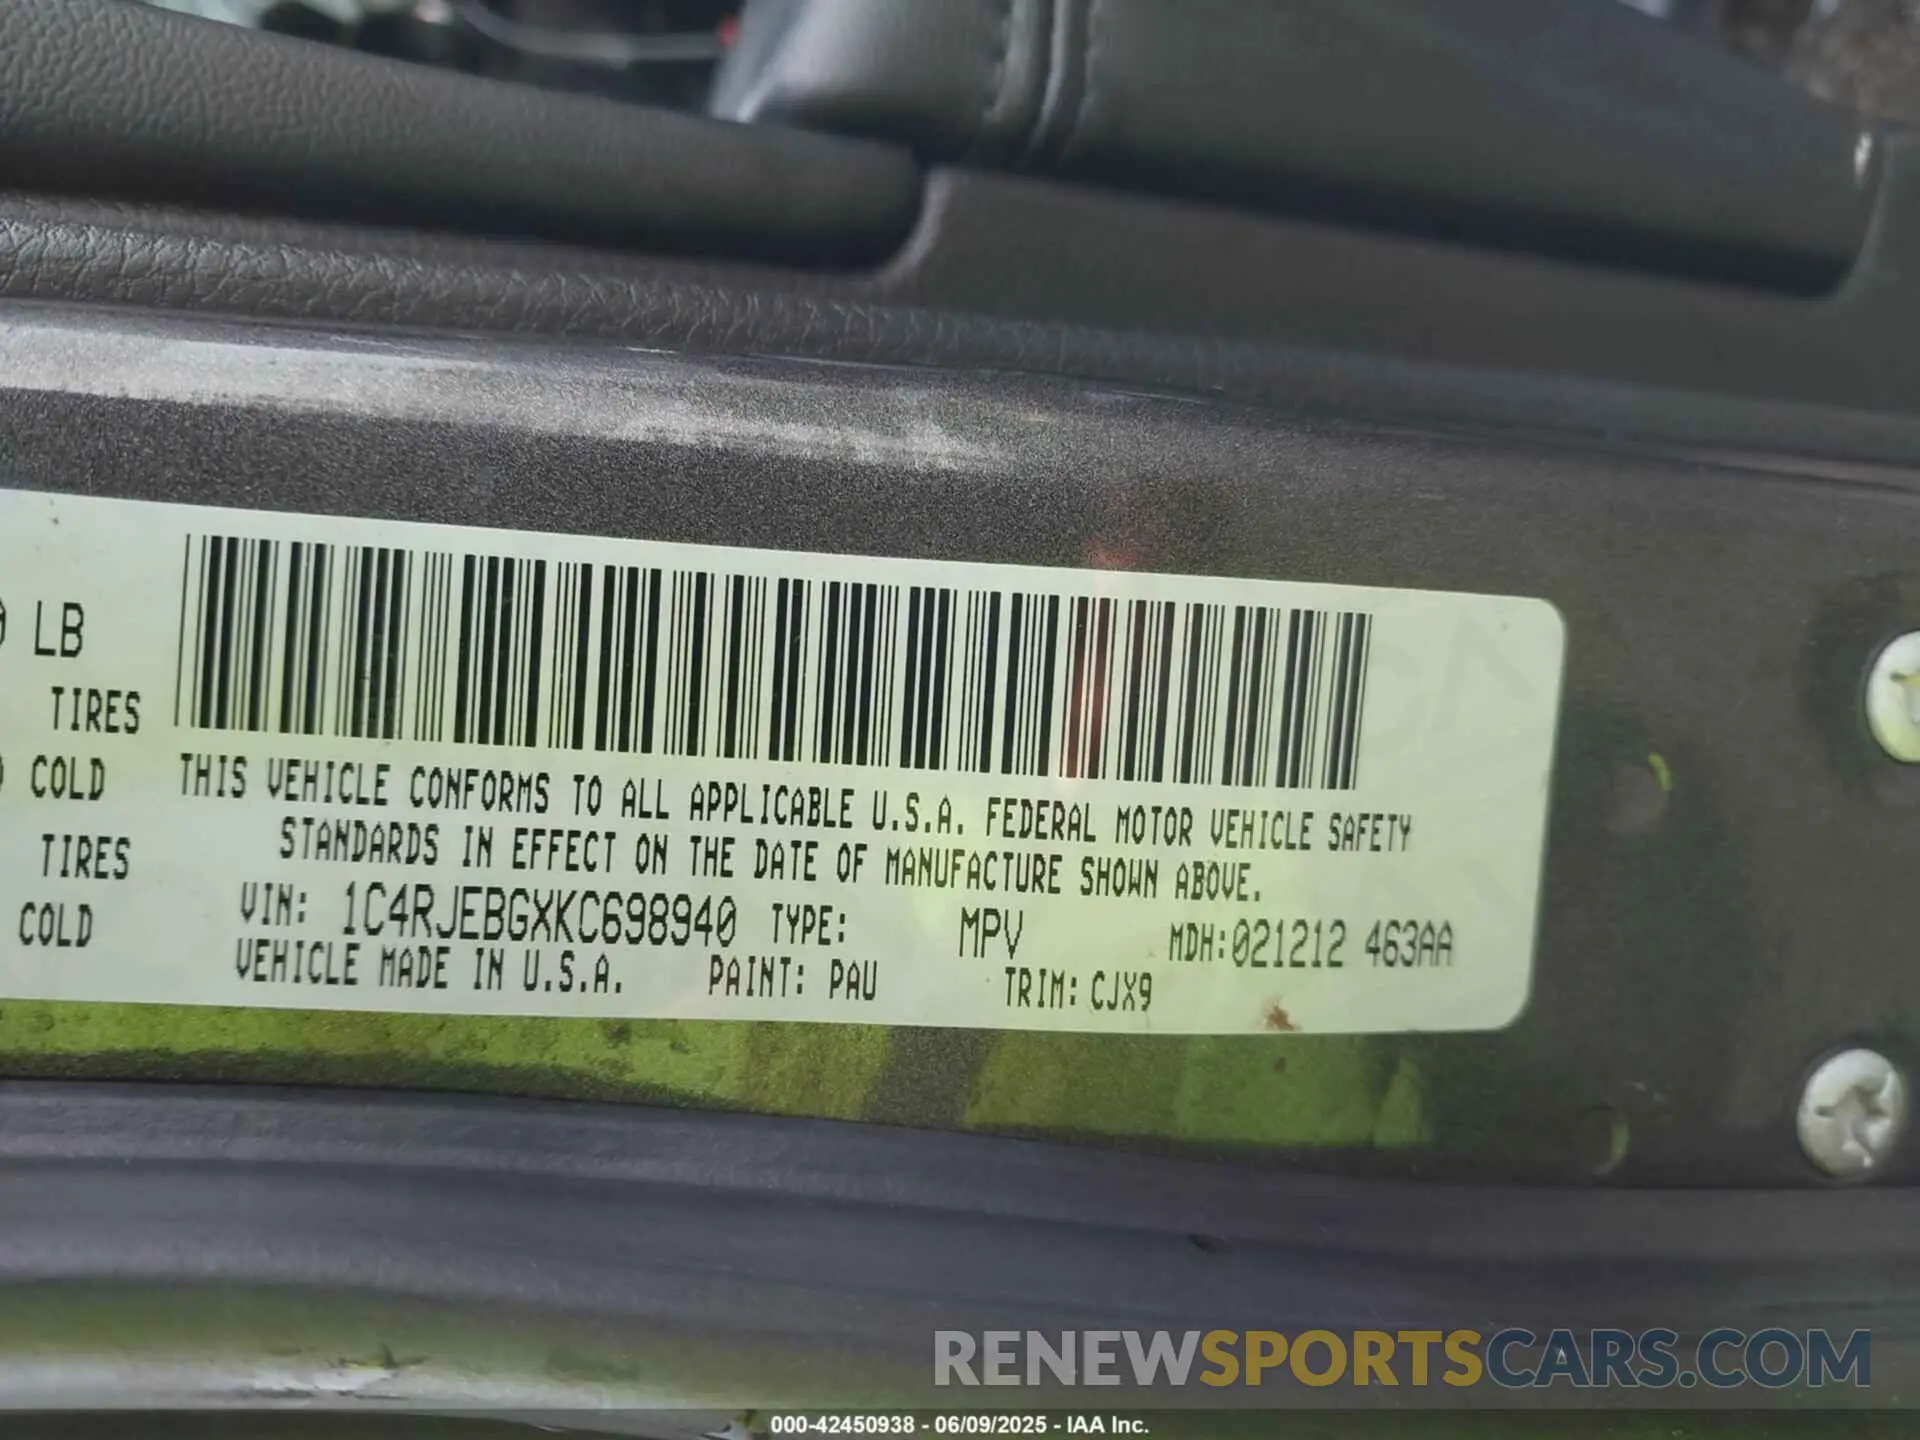 LB
TIRES
COLD
TIRES
COLD
THIS VEHICLE CONFORMS TO ALL APPLICABLE U.S.A. FEDERAL MOTOR VEHICLE SAFETY
STANDARDS IN EFFECT ON THE DATE OF MANUFACTURE SHOWN ABOVE.
VIN: 1C4RJEBGXKC698940 TYPE: MPV MDH:021212 463AA
VEHICLE MADE IN U.S.A. PAINT: PAU TRIM: CJX9
RENEWSPORTSCARS.COM
000-42450938 - 06/09/2025 - IAA Inc.